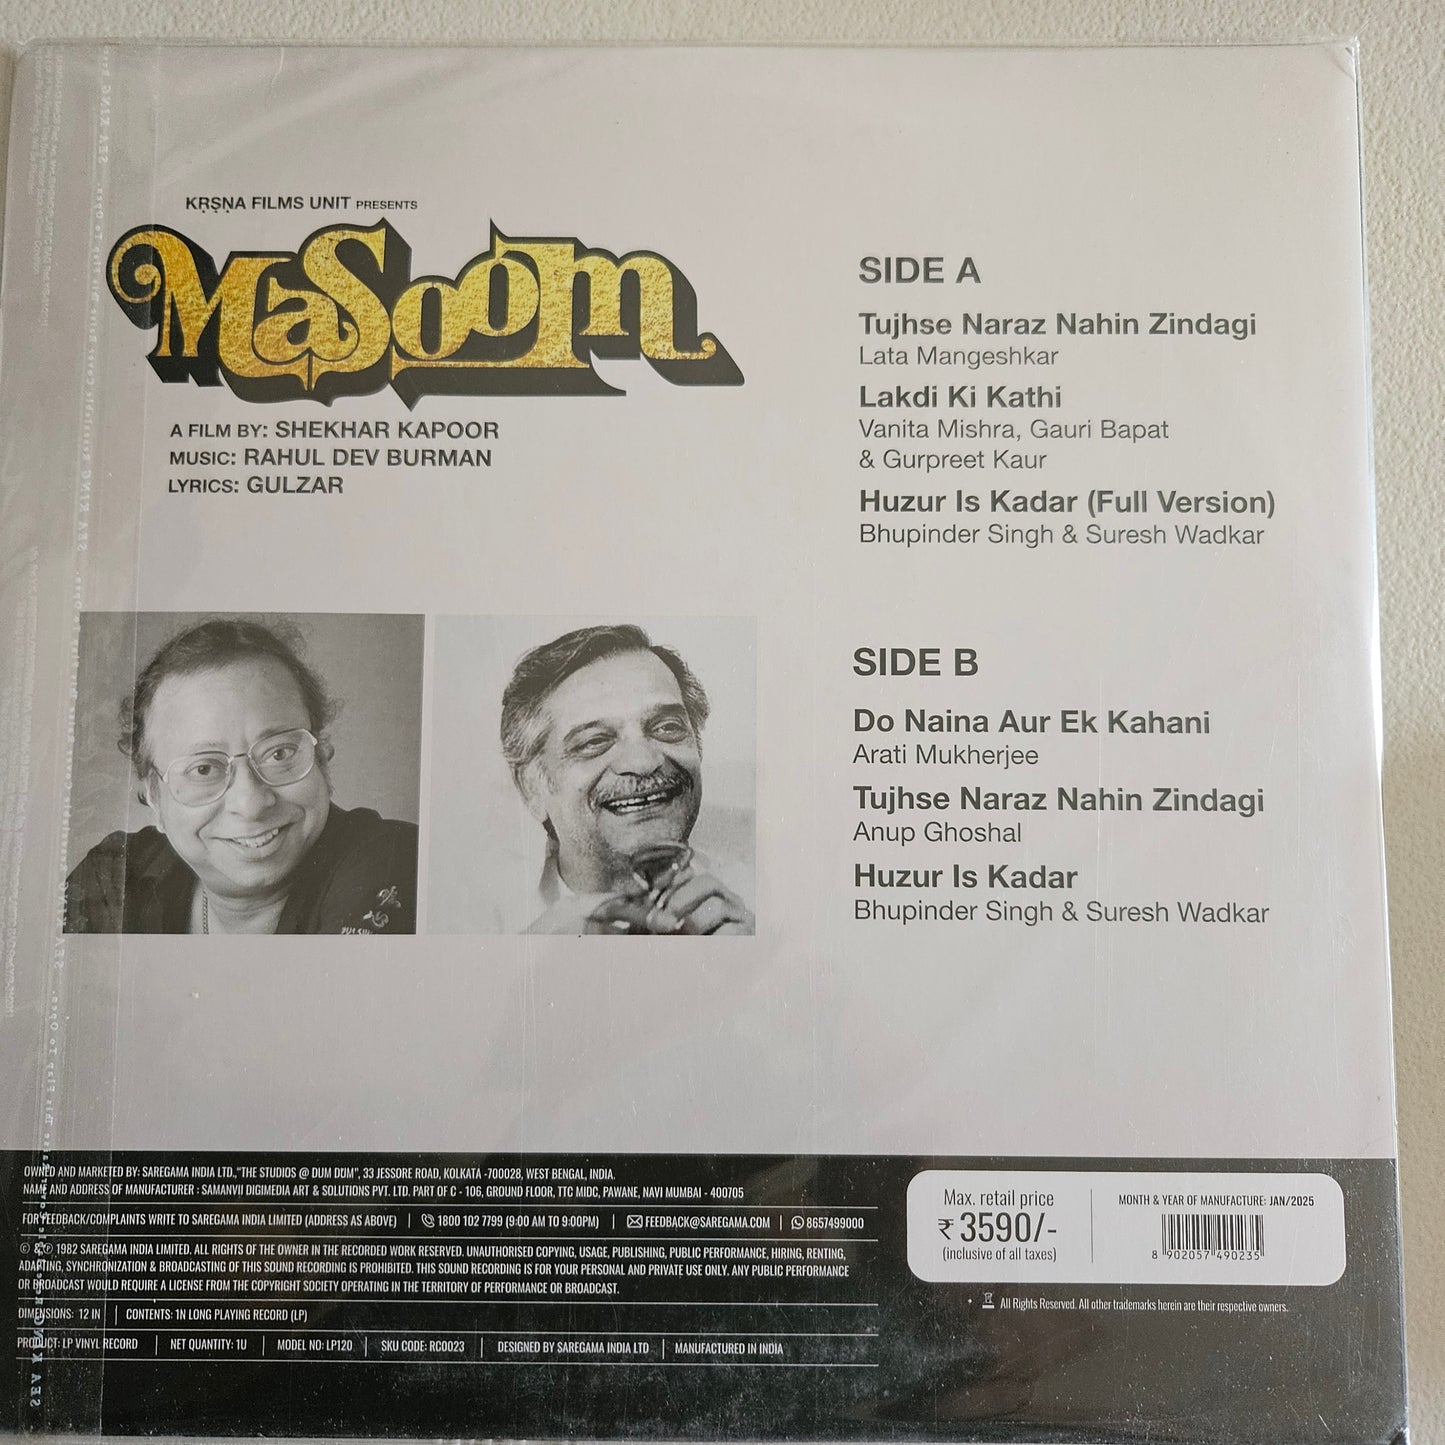 KṚṢṆA FILMS UNIT PRESENTS
MaSoom
A FILM BY: SHEKHAR KAPOOR
MUSIC: RAHUL DEV BURMAN
LYRICS: GULZAR
SIDE A
Tujhse Naraz Nahin Zindagi
Lata Mangeshkar
Lakdi Ki Kathi
Vanita Mishra, Gauri Bapat
& Gurpreet Kaur
Huzur Is Kadar (Full Version)
Bhupinder Singh & Suresh Wadkar
SIDE B
Do Naina Aur Ek Kahani
Arati Mukherjee
Tujhse Naraz Nahin Zindagi
Anup Ghoshal
Huzur Is Kadar
Bhupinder Singh & Suresh Wadkar
OWNED AND MARKETED BY: SAREGAMA INDIA LTD.,"THE STUDIOS @ DUM DUM", 33 JESSORE ROAD, KOLKATA -700028, WEST BENGAL, INDIA.
NAME AND ADDRESS OF MANUFACTURER : SAMANVII DIGIMEDIA ART & SOLUTIONS PVT. LTD. PART OF C - 106, GROUND FLOOR, TTC MIDC, PAWANE, NAVI MUMBAI - 400705
FOR FEEDBACK/COMPLAINTS WRITE TO SAREGAMA INDIA LIMITED (ADDRESS AS ABOVE) | 1800 102 7799 (9:00 AM TO 9:00PM) | FEEDBACK@SAREGAMA.COM | 8657499000
© & ℗ 1982 SAREGAMA INDIA LIMITED. ALL RIGHTS OF THE OWNER IN THE RECORDED WORK RESERVED. UNAUTHORISED COPYING, USAGE, PUBLISHING, PUBLIC PERFORMANCE, HIRING, RENTING,
ADAPTING, SYNCHRONIZATION & BROADCASTING OF THIS SOUND RECORDING IS PROHIBITED. THIS SOUND RECORDING IS FOR YOUR PERSONAL AND PRIVATE USE ONLY. ANY PUBLIC PERFORMANCE
OR BROADCAST WOULD REQUIRE A LICENSE FROM THE COPYRIGHT SOCIETY OPERATING IN THE TERRITORY OF PERFORMANCE OR BROADCAST.
DIMENSIONS: 12 IN | CONTENTS: 1N LONG PLAYING RECORD (LP)
PRODUCT: LP VINYL RECORD | NET QUANTITY: 1U | MODEL NO: LP120 | SKU CODE: RC0023 | DESIGNED BY SAREGAMA INDIA LTD | MANUFACTURED IN INDIA
Max. retail price
₹ 3590/-
(inclusive of all taxes)
MONTH & YEAR OF MANUFACTURE: JAN/2025
8 902057 490235
All Rights Reserved. All other trademarks herein are their respective owners.